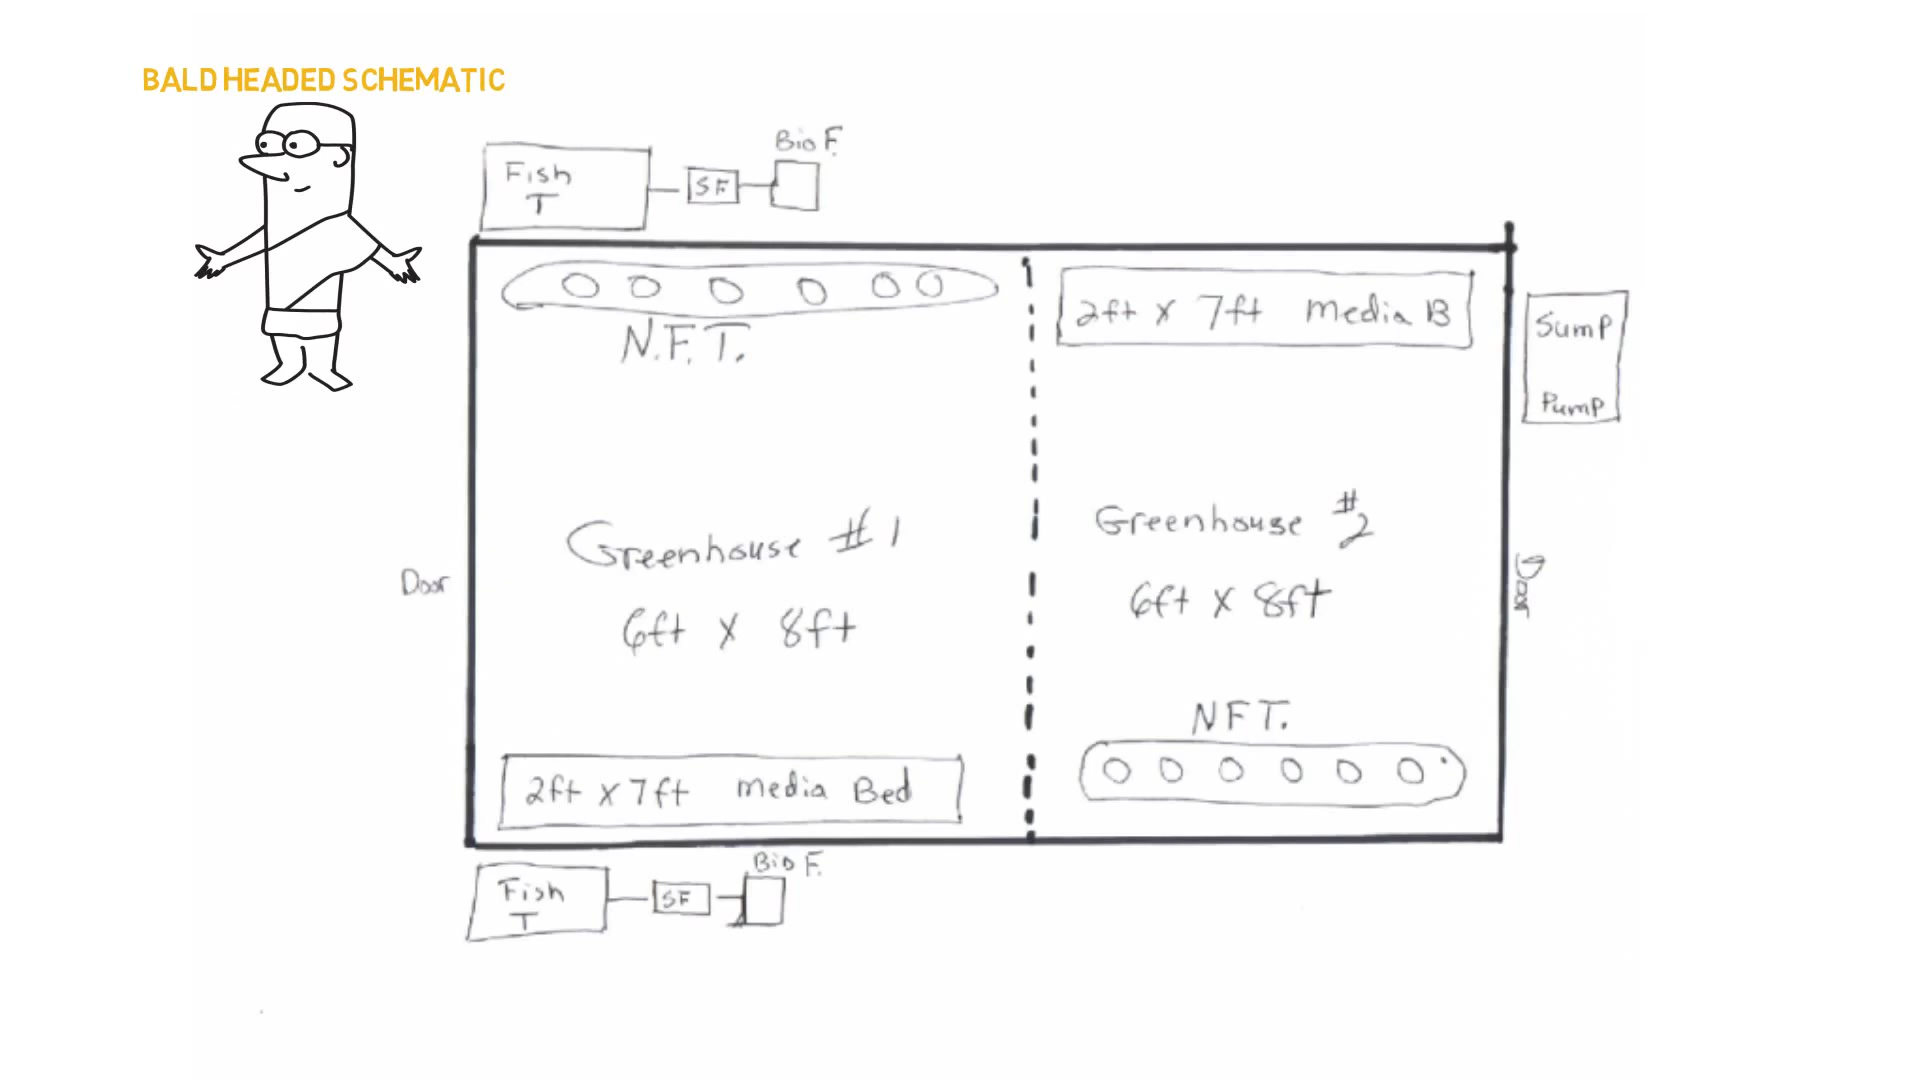 BALD HEADED SCHEMATIC
Bio F.
Fish
T
SF
N.F.T.
2ft x 7ft media B
Sump
Pump
Greenhouse #1
6ft x 8ft
Greenhouse #2
6ft x 8ft
Door
Door
NFT.
2ft x 7ft media Bed
Bio F.
Fish
T
SF